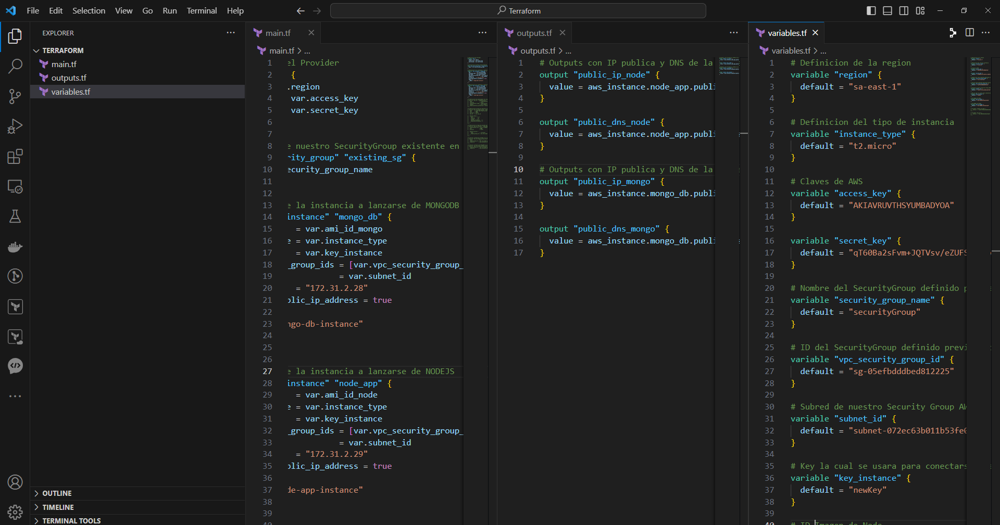 File Edit Selection View Go Run Terminal Help
Terraform
EXPLORER
TERRAFORM
main.tf
outputs.tf
variables.tf
OUTLINE
TIMELINE
TERMINAL TOOLS
main.tf
main.tf > ...
1 el Provider
2 {
3 .region
4 var.access_key
5 var.secret_key
6
7
8 e nuestro SecurityGroup existente en
9 rity_group" "existing_sg" {
10 ecurity_group_name
11
12
13 e la instancia a lanzarse de MONGODB
14 instance" "mongo_db" {
15 = var.ami_id_mongo
16 e = var.instance_type
17 = var.key_instance
18 _group_ids = [var.vpc_security_group_
19 = var.subnet_id
20 = "172.31.2.28"
21 blic_ip_address = true
22
23 ngo-db-instance"
24
25
26
27 e la instancia a lanzarse de NODEJS
28 instance" "node_app" {
29 = var.ami_id_node
30 e = var.instance_type
31 = var.key_instance
32 _group_ids = [var.vpc_security_group_
33 = var.subnet_id
34 = "172.31.2.29"
35 blic_ip_address = true
36
37 de-app-instance"
38
39
40
outputs.tf
outputs.tf > ...
1 # Outputs con IP publica y DNS de la
2 output "public_ip_node" {
3 value = aws_instance.node_app.publi
4 }
5
6 output "public_dns_node" {
7 value = aws_instance.node_app.publi
8 }
9
10 # Outputs con IP publica y DNS de la
11 output "public_ip_mongo" {
12 value = aws_instance.mongo_db.publi
13 }
14
15 output "public_dns_mongo" {
16 value = aws_instance.mongo_db.publi
17 }
variables.tf
variables.tf > ...
1 # Definicion de la region
2 variable "region" {
3 default = "sa-east-1"
4 }
5
6 # Definicion del tipo de instancia
7 variable "instance_type" {
8 default = "t2.micro"
9 }
10
11 # Claves de AWS
12 variable "access_key" {
13 default = "AKIAVRUVTHSYUMBADYOA"
14 }
15
16 variable "secret_key" {
17 default = "qT60Ba2sFvm+JQTVsv/eZUFS
18 }
19
20 # Nombre del SecurityGroup definido p
21 variable "security_group_name" {
22 default = "securityGroup"
23 }
24
25 # ID del SecurityGroup definido previ
26 variable "vpc_security_group_id" {
27 default = "sg-05efbdddbed812225"
28 }
29
30 # Subred de nuestro Security Group AW
31 variable "subnet_id" {
32 default = "subnet-072ec63b011b53fe0
33 }
34
35 # Key la cual se usara para conectars
36 variable "key_instance" {
37 default = "newKey"
38 }
39
40 # ID Imagen de Node